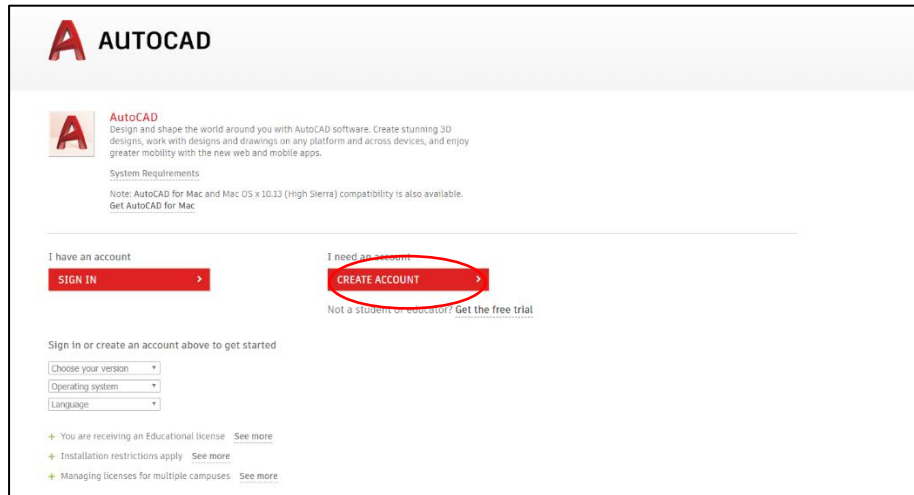 AUTOCAD
AutoCAD
Design and shape the world around you with AutoCAD software. Create stunning 3D
designs, work with designs and drawings on any platform and across devices, and enjoy
greater mobility with the new web and mobile apps.
System Requirements
Note: AutoCAD for Mac and Mac OS x 10.13 (High Sierra) compatibility is also available.
Get AutoCAD for Mac
I have an account
SIGN IN >
I need an account
CREATE ACCOUNT >
Not a student or educator? Get the free trial
Sign in or create an account above to get started
Choose your version
Operating system
Language
+ You are receiving an Educational license See more
+ Installation restrictions apply See more
+ Managing licenses for multiple campuses See more